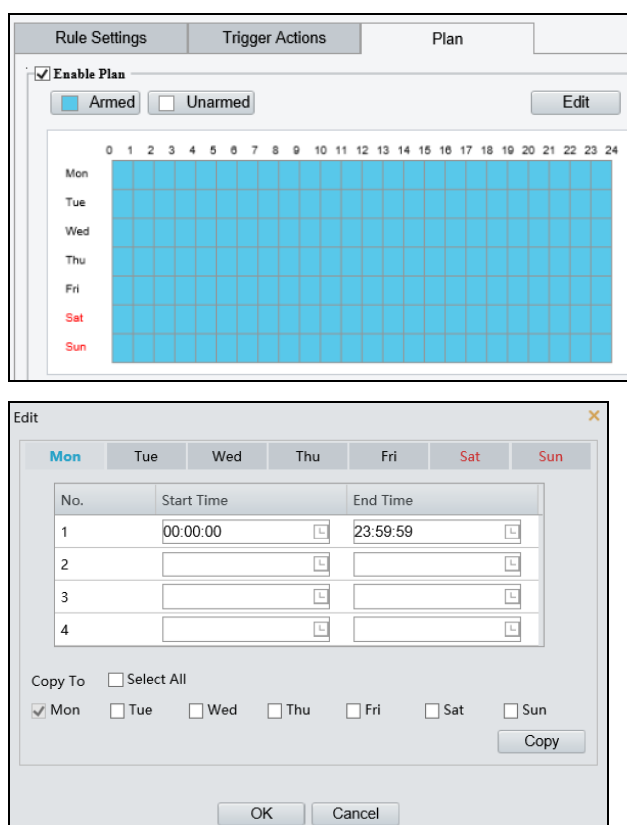 Rule Settings Trigger Actions Plan
Enable Plan
Armed Unarmed Edit
0 1 2 3 4 5 6 7 8 9 10 11 12 13 14 15 16 17 18 19 20 21 22 23 24
Mon
Tue
Wed
Thu
Fri
Sat
Sun
Edit
Mon Tue Wed Thu Fri Sat Sun
No. Start Time End Time
1 00:00:00 23:59:59
2
3
4
Copy To Select All
Mon Tue Wed Thu Fri Sat Sun
Copy
OK Cancel